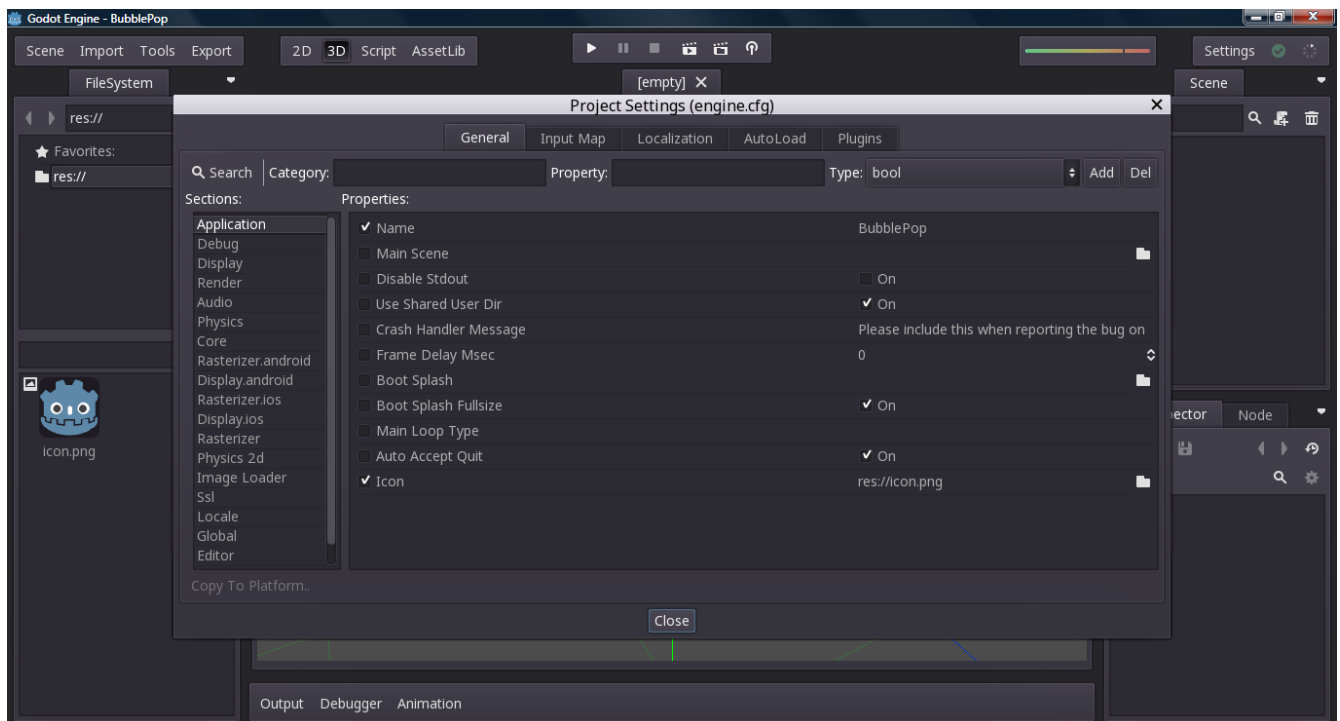 Godot Engine - BubblePop
Scene Import Tools Export 2D 3D Script AssetLib Settings
FileSystem [empty] Scene
Project Settings (engine.cfg)
res://
General Input Map Localization AutoLoad Plugins
Favorites:
res://
Search Category: Property: Type: bool Add Del
Sections: Properties:
Application
Debug
Display
Render
Audio
Physics
Core
Rasterizer.android
Display.android
Rasterizer.ios
Display.ios
Rasterizer
Physics 2d
Image Loader
Ssl
Locale
Global
Editor
Name BubblePop
Main Scene
Disable Stdout On
Use Shared User Dir On
Crash Handler Message Please include this when reporting the bug on
Frame Delay Msec 0
Boot Splash
Boot Splash Fullsize On
Main Loop Type
Auto Accept Quit On
Icon res://icon.png
Copy To Platform..
Close
icon.png
ector Node
Output Debugger Animation